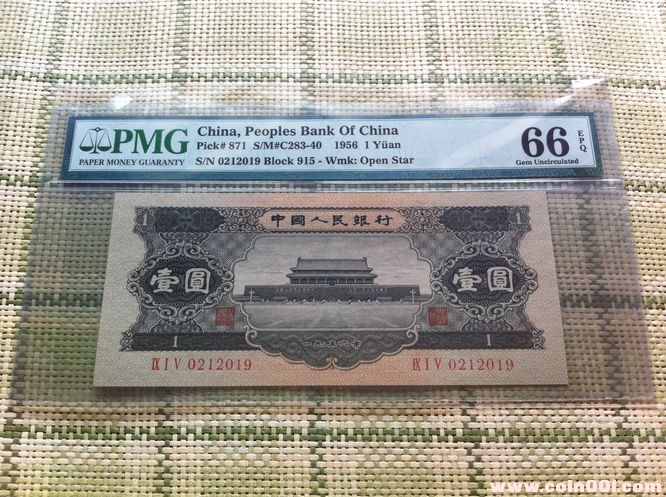 PMG
PAPER MONEY GUARANTY
China, Peoples Bank Of China
Pick# 871 S/M#C283-40 1956 1 Yüan
S/N 0212019 Block 915 - Wmk: Open Star
66 EPQ
Gem Uncirculated
1 中國人民銀行 1
壹圓 壹圓
1 一九五六年 1
IX I V 0212019 IX I V 0212019
www.coin001.com